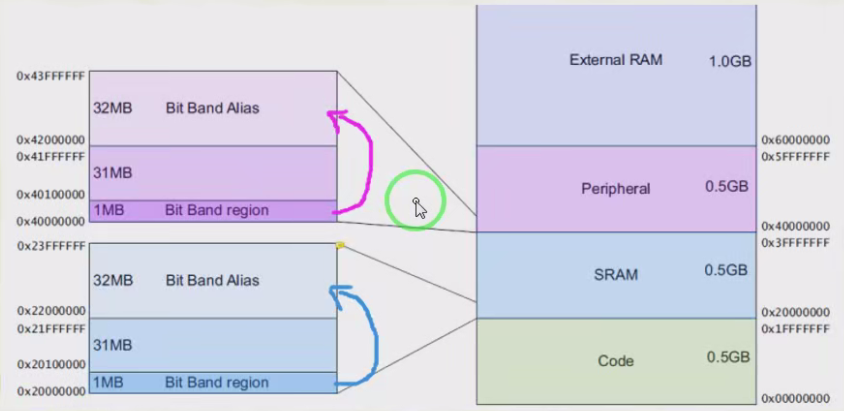 External RAM 1.0GB
0x43FFFFFF
32MB Bit Band Alias
0x42000000
0x60000000
0x41FFFFFF
0x5FFFFFFF
31MB
Peripheral 0.5GB
0x40100000
1MB Bit Band region
0x40000000
0x40000000
0x23FFFFFF
0x3FFFFFFF
32MB Bit Band Alias
SRAM 0.5GB
0x22000000
0x20000000
0x21FFFFFF
0x1FFFFFFF
31MB
Code 0.5GB
0x20100000
1MB Bit Band region
0x20000000
0x00000000